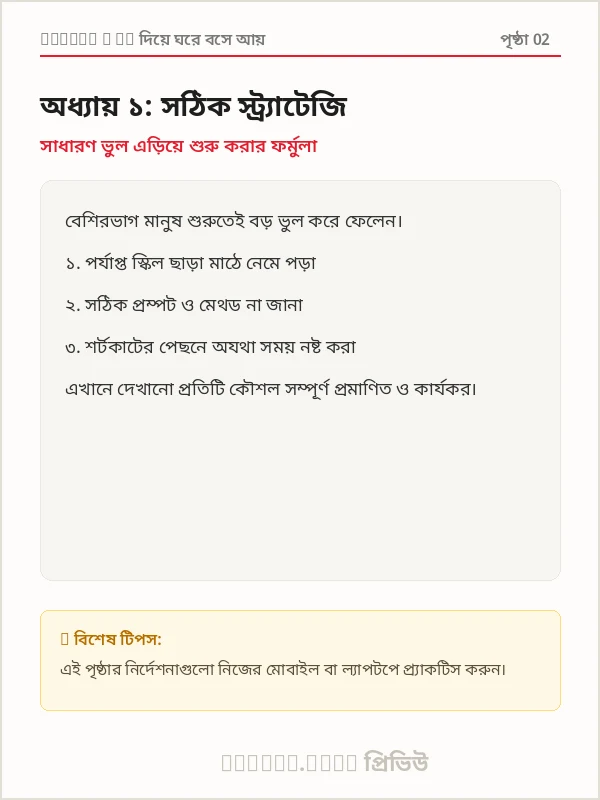 দিয়ে ঘরে বসে আয়
পৃষ্ঠা 02
অধ্যায় ১: সঠিক স্ট্র্যাটেজি
সাধারণ ভুল এড়িয়ে শুরু করার ফর্মুলা
বেশিরভাগ মানুষ শুরুতেই বড় ভুল করে ফেলেন।
১. পর্যাপ্ত স্কিল ছাড়া মাঠে নেমে পড়া
২. সঠিক প্রম্পট ও মেথড না জানা
৩. শর্টকাটের পেছনে অযথা সময় নষ্ট করা
এখানে দেখানো প্রতিটি কৌশল সম্পূর্ণ প্রমাণিত ও কার্যকর।
বিশেষ টিপস:
এই পৃষ্ঠার নির্দেশনাগুলো নিজের মোবাইল বা ল্যাপটপে প্র্যাকটিস করুন।
প্রিভিউ